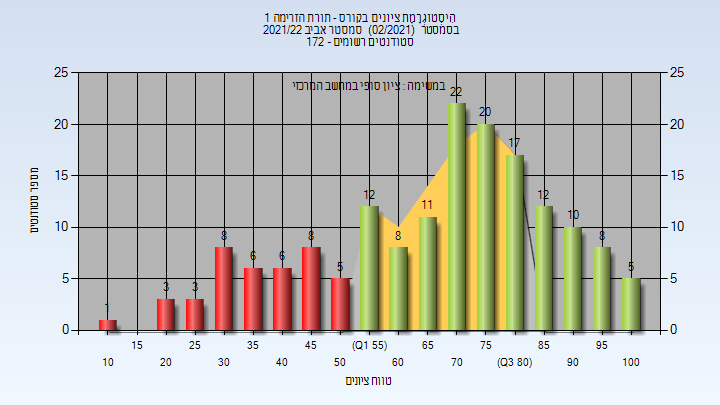 היסטוגרמת ציונים בקורס - תורת הזרימה 1
בסמסטר (02/2021) סמסטר אביב 2021/22
סטודנטים רשומים - 172
במשימה : ציון סופי במחשב המרכזי
25 25
20 20
15 15
10 10
5 5
0 0
מספר סטודנטים
1 3 3 8 6 6 8 5 12 8 11 22 20 17 12 10 8 5
15 25 35 45 (Q1 55) 65 75 85 95
10 20 30 40 50 60 70 (Q3 80) 90 100
טווח ציונים